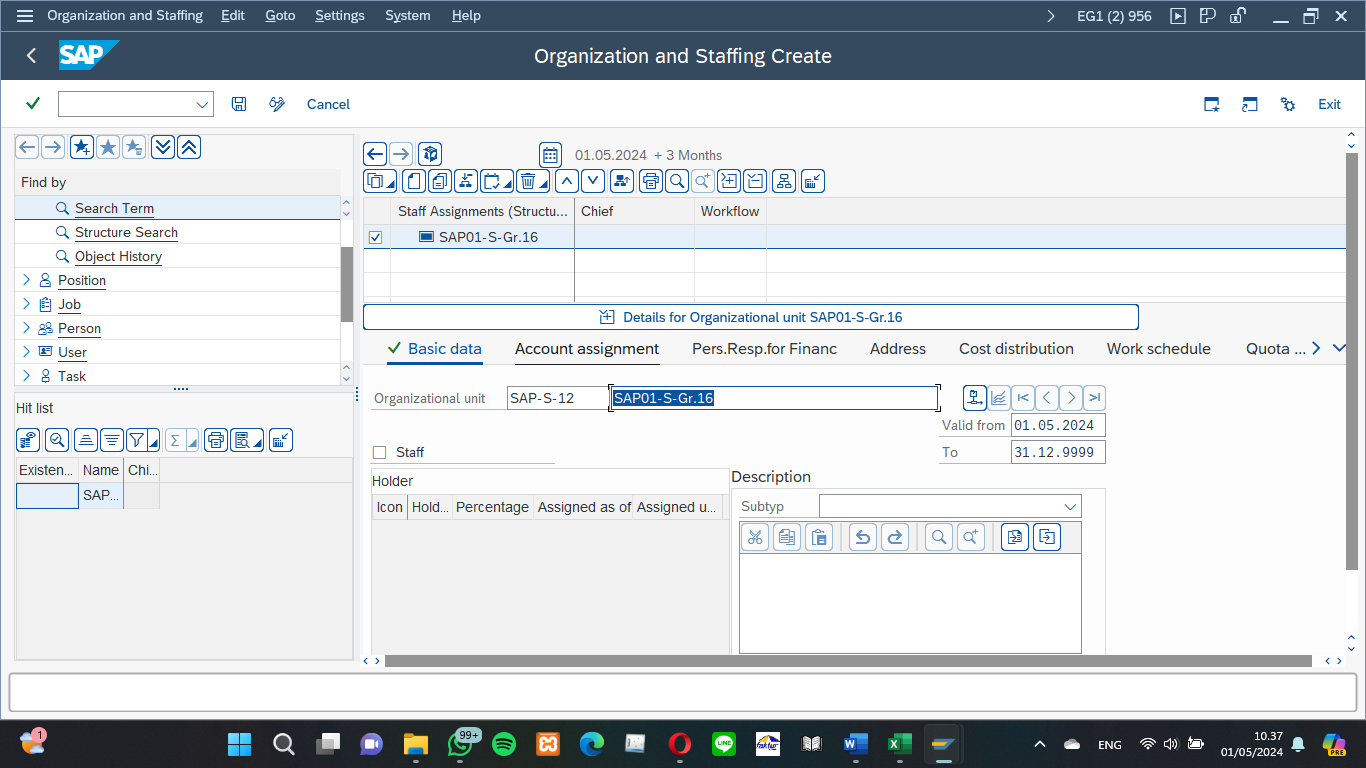 Organization and Staffing Edit Goto Settings System Help EG1 (2) 956
SAP Organization and Staffing Create
Cancel Exit
Find by
Search Term
Structure Search
Object History
Position
Job
Person
User
Task
Hit list
Existen... Name Chi...
SAP...
01.05.2024 + 3 Months
Staff Assignments (Structu... Chief Workflow
SAP01-S-Gr.16
Details for Organizational unit SAP01-S-Gr.16
Basic data Account assignment Pers.Resp.for Financ Address Cost distribution Work schedule Quota ...
Organizational unit SAP-S-12 SAP01-S-Gr.16
Valid from 01.05.2024
Staff To 31.12.9999
Holder
Icon Hold... Percentage Assigned as of Assigned u...
Description
Subtyp
1 99+ faktur ENG PRE
10.37
01/05/2024